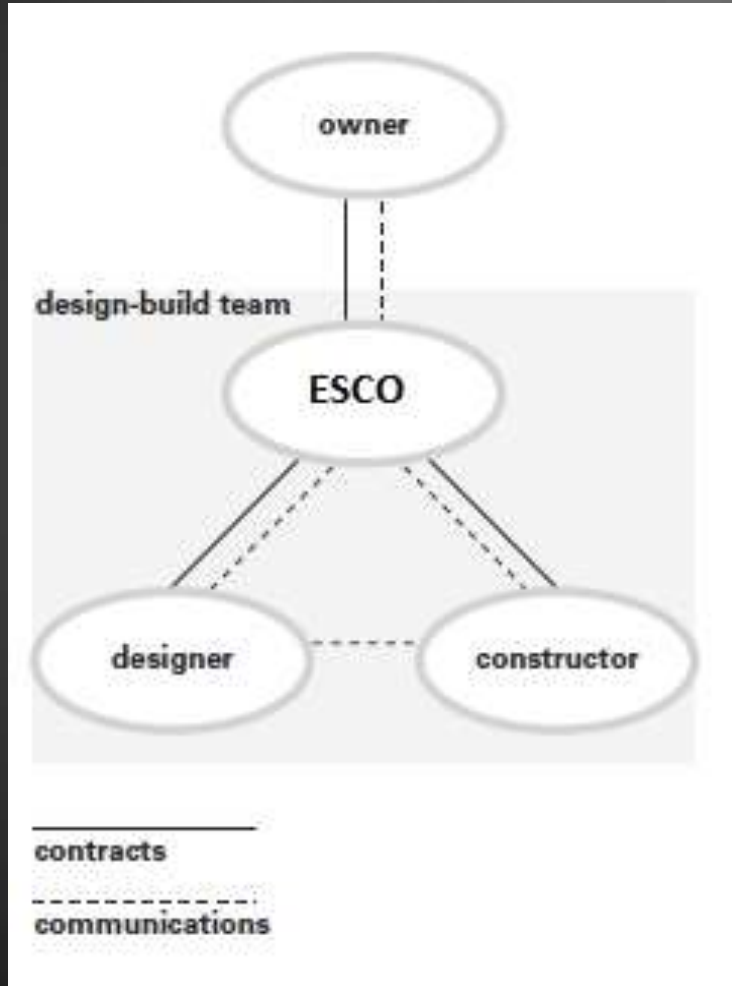 owner
design-build team
ESCO
designer
constructor
contracts
communications